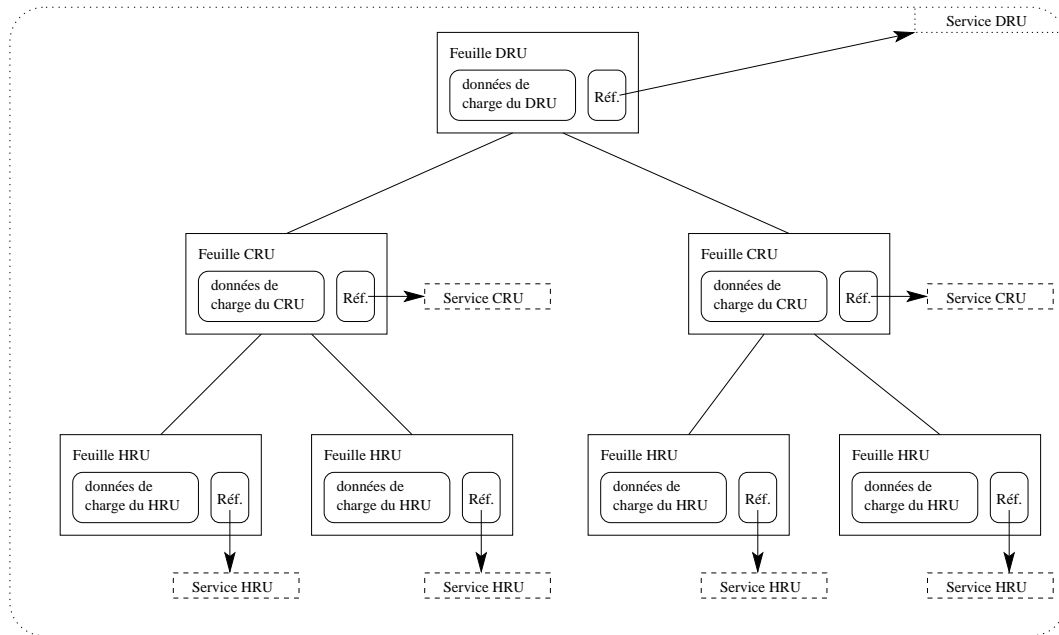 Service DRU
Feuille DRU
données de
charge du DRU
Réf.
Feuille CRU
données de
charge du CRU
Réf.
Service CRU
Feuille CRU
données de
charge du CRU
Réf.
Service CRU
Feuille HRU
données de
charge du HRU
Réf.
Service HRU
Feuille HRU
données de
charge du HRU
Réf.
Service HRU
Feuille HRU
données de
charge du HRU
Réf.
Service HRU
Feuille HRU
données de
charge du HRU
Réf.
Service HRU